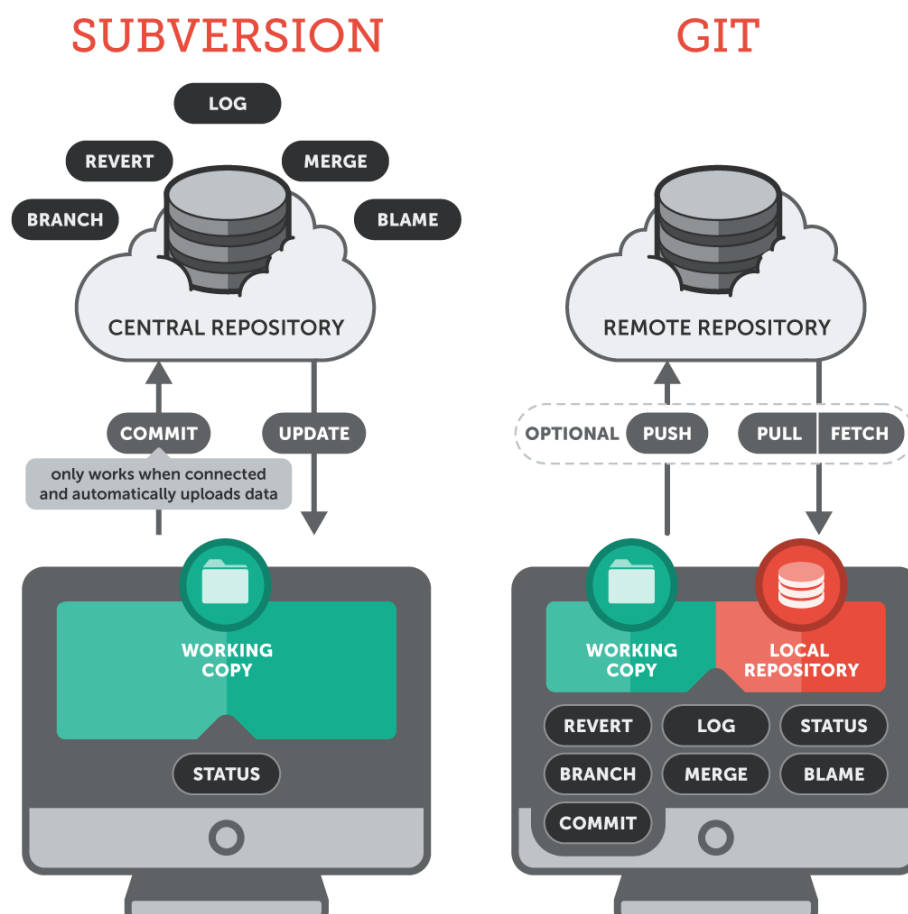 SUBVERSION
LOG
REVERT
MERGE
BRANCH
BLAME
CENTRAL REPOSITORY
COMMIT
UPDATE
only works when connected
and automatically uploads data
WORKING
COPY
STATUS
GIT
REMOTE REPOSITORY
OPTIONAL
PUSH
PULL
FETCH
WORKING
COPY
LOCAL
REPOSITORY
REVERT
LOG
STATUS
BRANCH
MERGE
BLAME
COMMIT